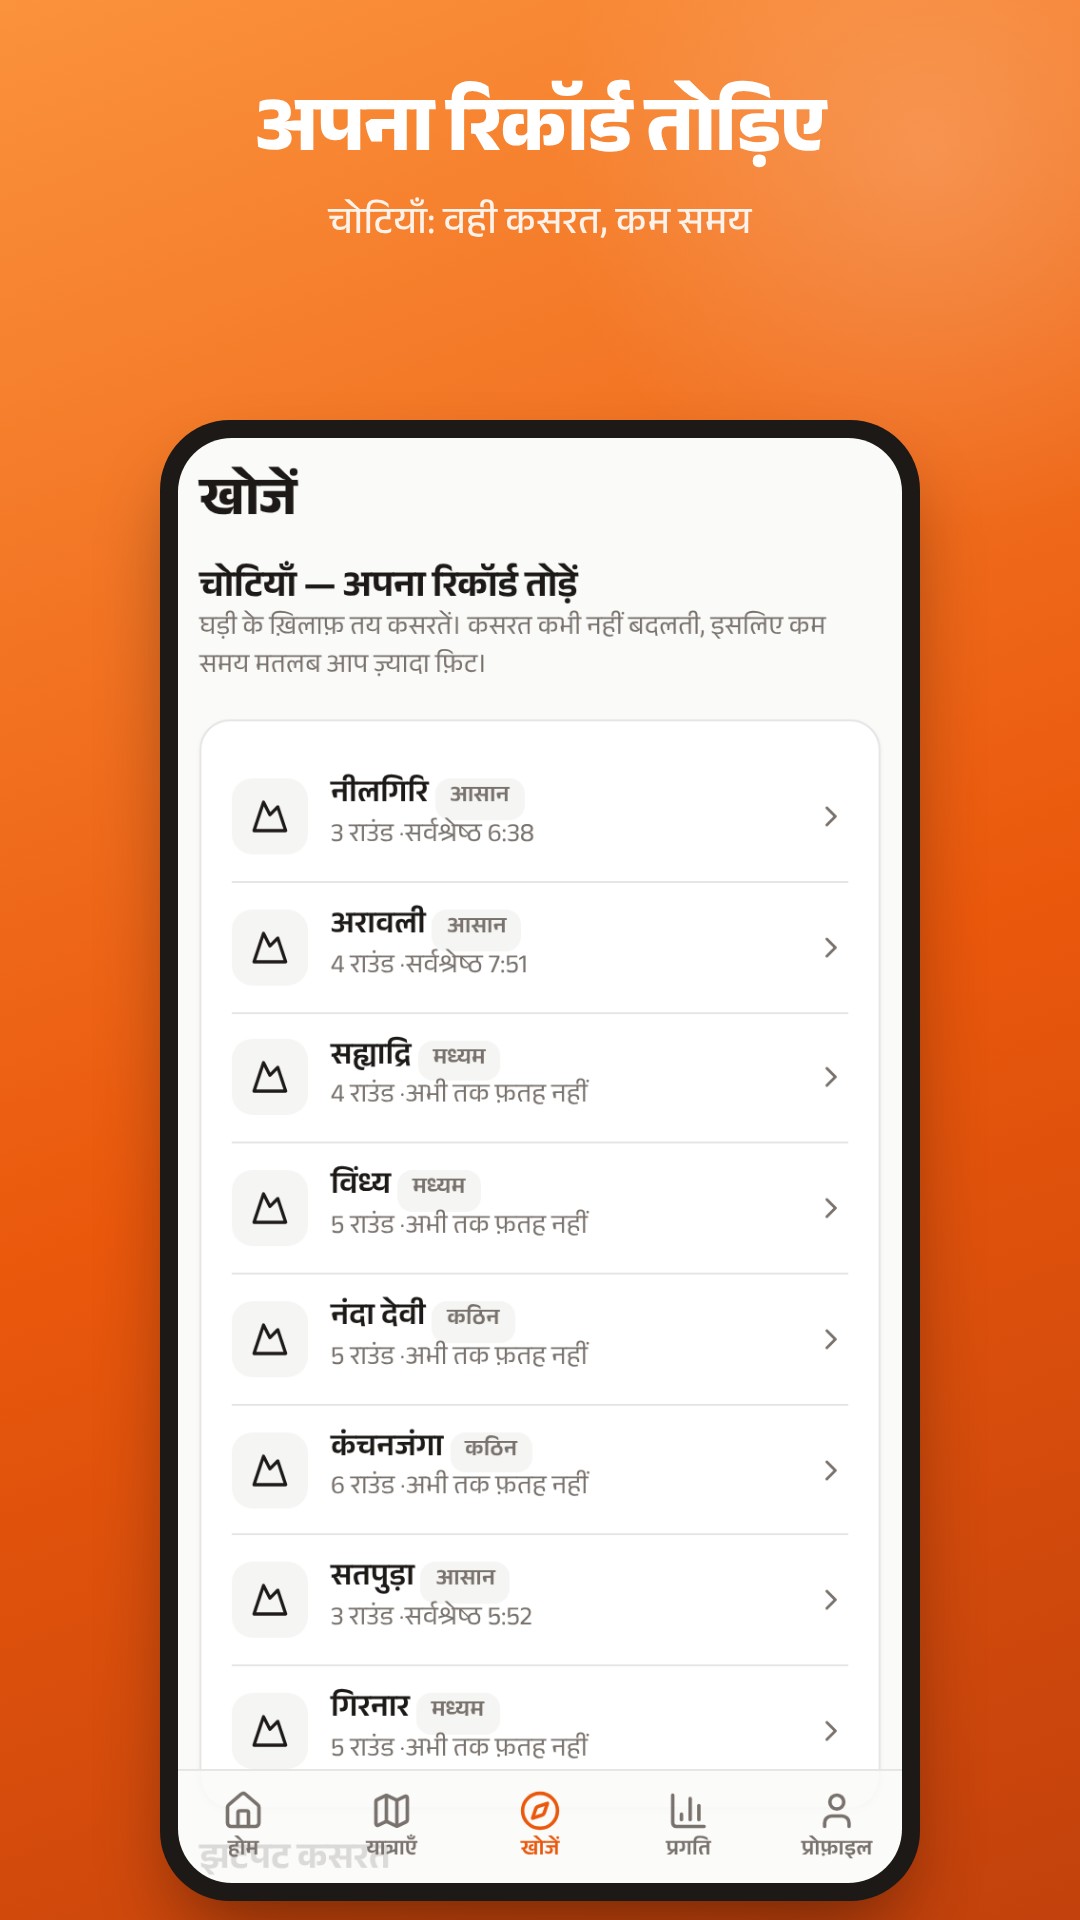 अपना रिकॉर्ड तोड़िए
चोटियाँ: वही कसरत, कम समय
खोजें
चोटियाँ — अपना रिकॉर्ड तोड़ें
घड़ी के ख़िलाफ़ तय कसरतें। कसरत कभी नहीं बदलती, इसलिए कम
समय मतलब आप ज़्यादा फ़िट।
नीलगिरि आसान
3 राउंड ·सर्वश्रेष्ठ 6:38
अरावली आसान
4 राउंड ·सर्वश्रेष्ठ 7:51
सह्याद्रि मध्यम
4 राउंड ·अभी तक फ़तह नहीं
विंध्य मध्यम
5 राउंड ·अभी तक फ़तह नहीं
नंदा देवी कठिन
5 राउंड ·अभी तक फ़तह नहीं
कंचनजंगा कठिन
6 राउंड ·अभी तक फ़तह नहीं
सतपुड़ा आसान
3 राउंड ·सर्वश्रेष्ठ 5:52
गिरनार मध्यम
5 राउंड ·अभी तक फ़तह नहीं
झटपट कसरत
होम यात्राएँ खोजें प्रगति प्रोफ़ाइल